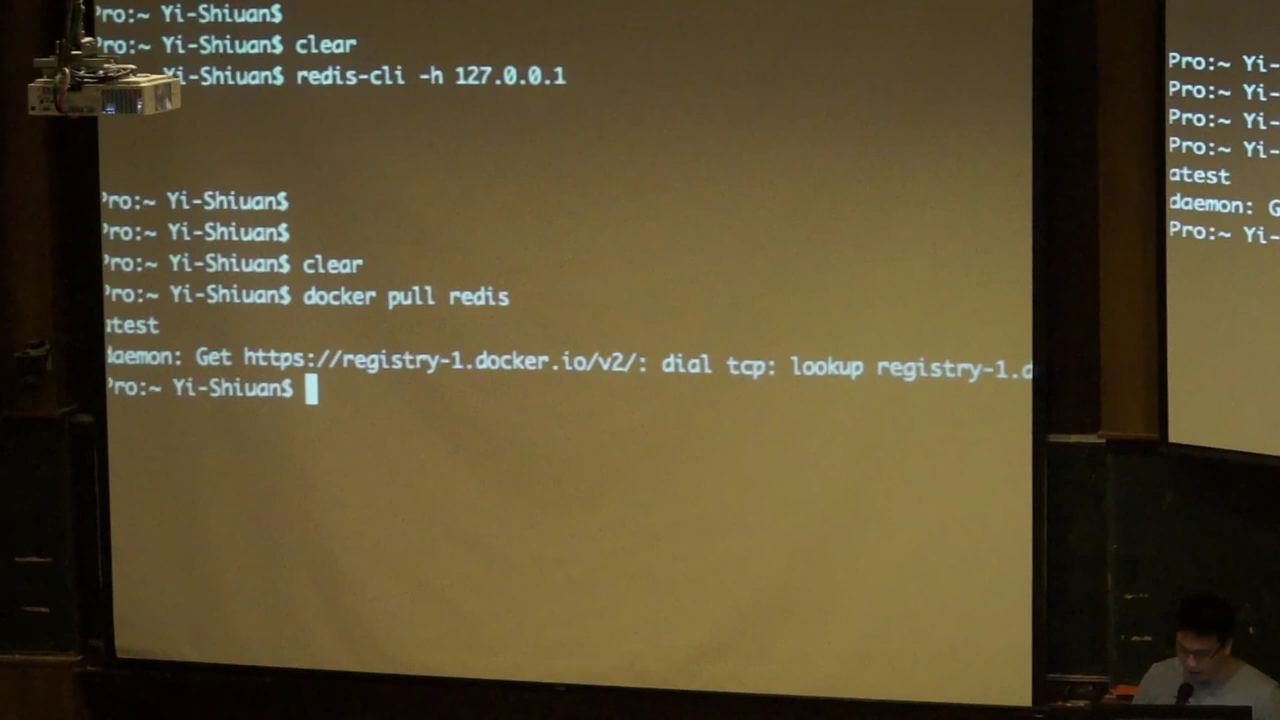 Pro:~ Yi-Shiuan$
Pro:~ Yi-Shiuan$ clear
Yi-Shiuan$ redis-cli -h 127.0.0.1
Pro:~ Yi-Shiuan$
Pro:~ Yi-Shiuan$
Pro:~ Yi-Shiuan$ clear
Pro:~ Yi-Shiuan$ docker pull redis
atest
daemon: Get https://registry-1.docker.io/v2/: dial tcp: lookup registry-1.d
Pro:~ Yi-Shiuan$
Pro:~ Yi-
Pro:~ Yi-
Pro:~ Yi-
Pro:~ Yi-
atest
daemon: G
Pro:~ Yi-